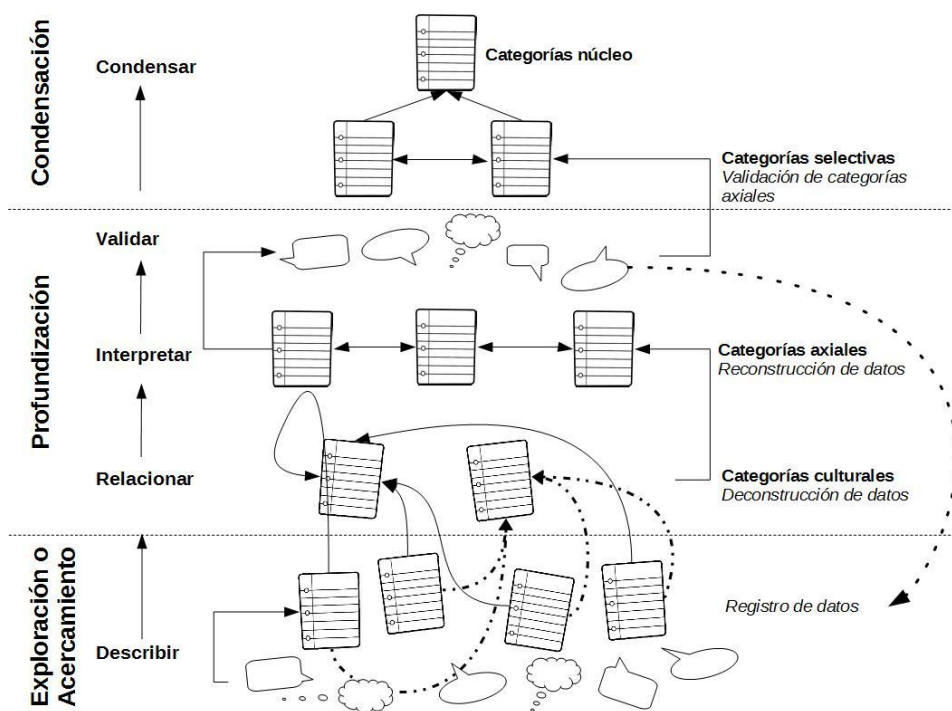 Condensación
Condensar
Categorías núcleo
Categorías selectivas
Validación de categorías
axiales
Profundización
Validar
Interpretar
Categorías axiales
Reconstrucción de datos
Relacionar
Categorías culturales
Deconstrucción de datos
Exploración o
Acercamiento
Registro de datos
Describir